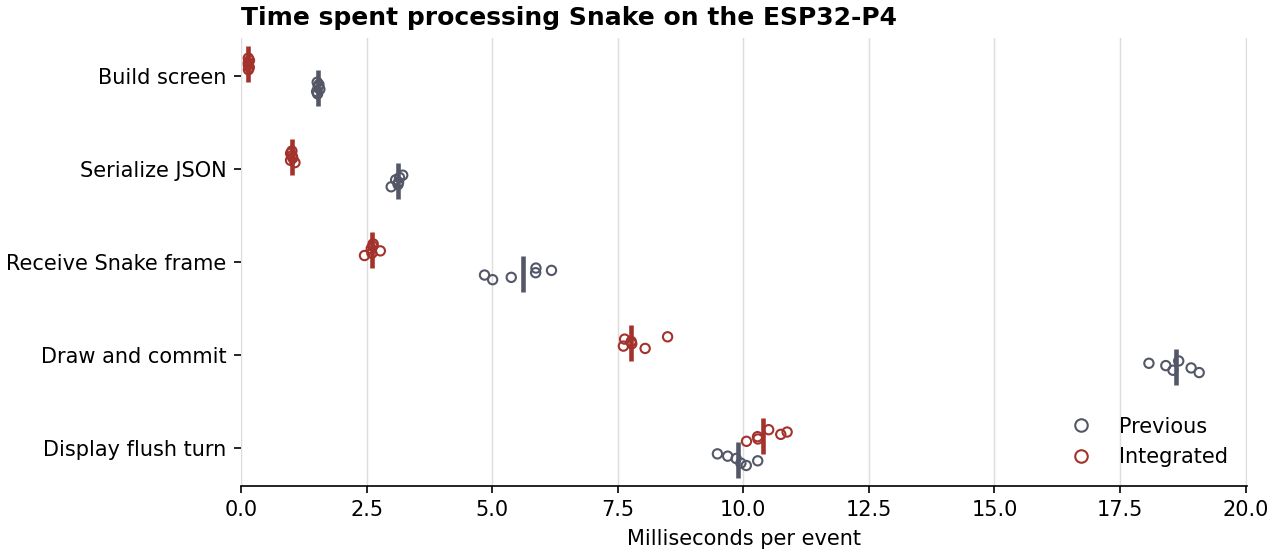 Time spent processing Snake on the ESP32-P4
Build screen
Serialize JSON
Receive Snake frame
Draw and commit
Display flush turn
Previous
Integrated
0.0 2.5 5.0 7.5 10.0 12.5 15.0 17.5 20.0
Milliseconds per event